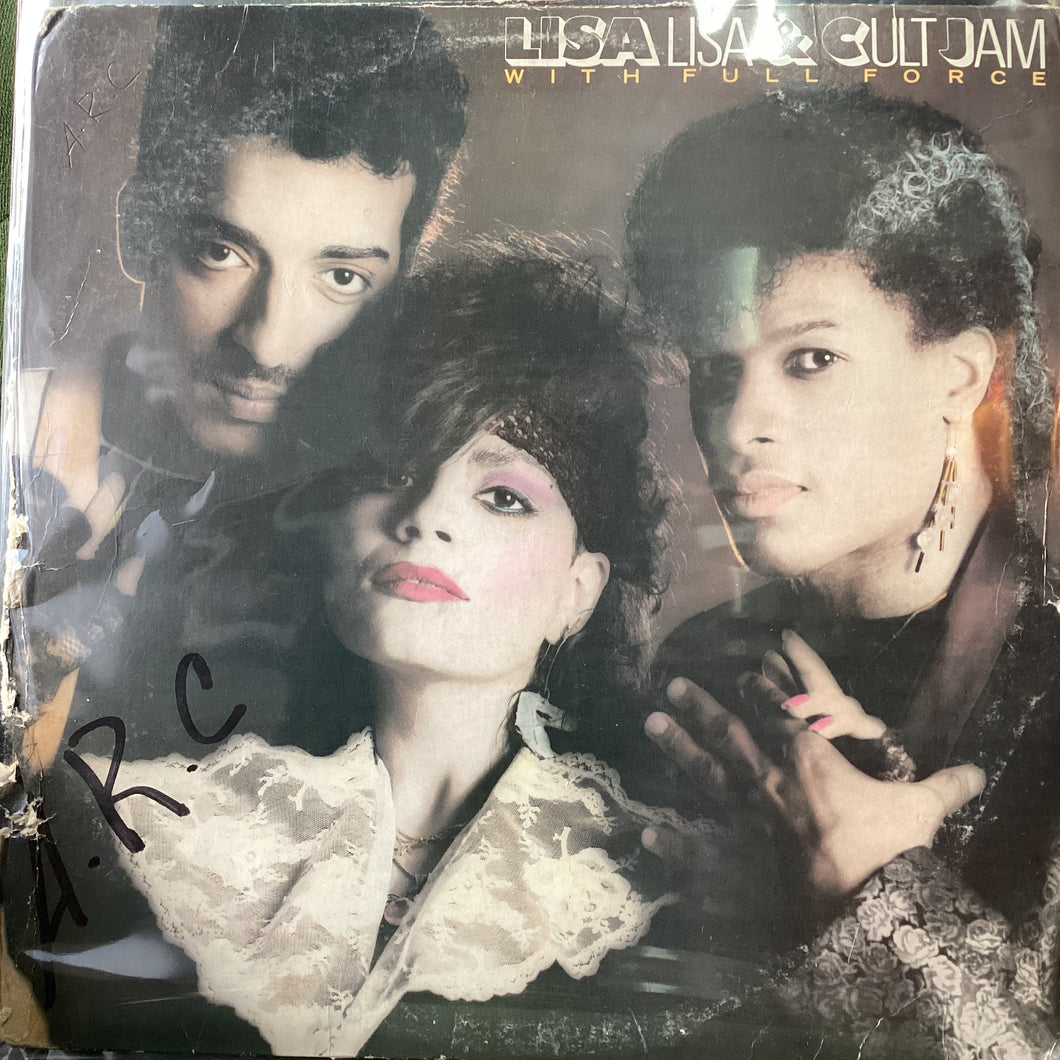 LISA LISA & CULT JAM
WITH FULL FORCE
A.R.C
A.R.C